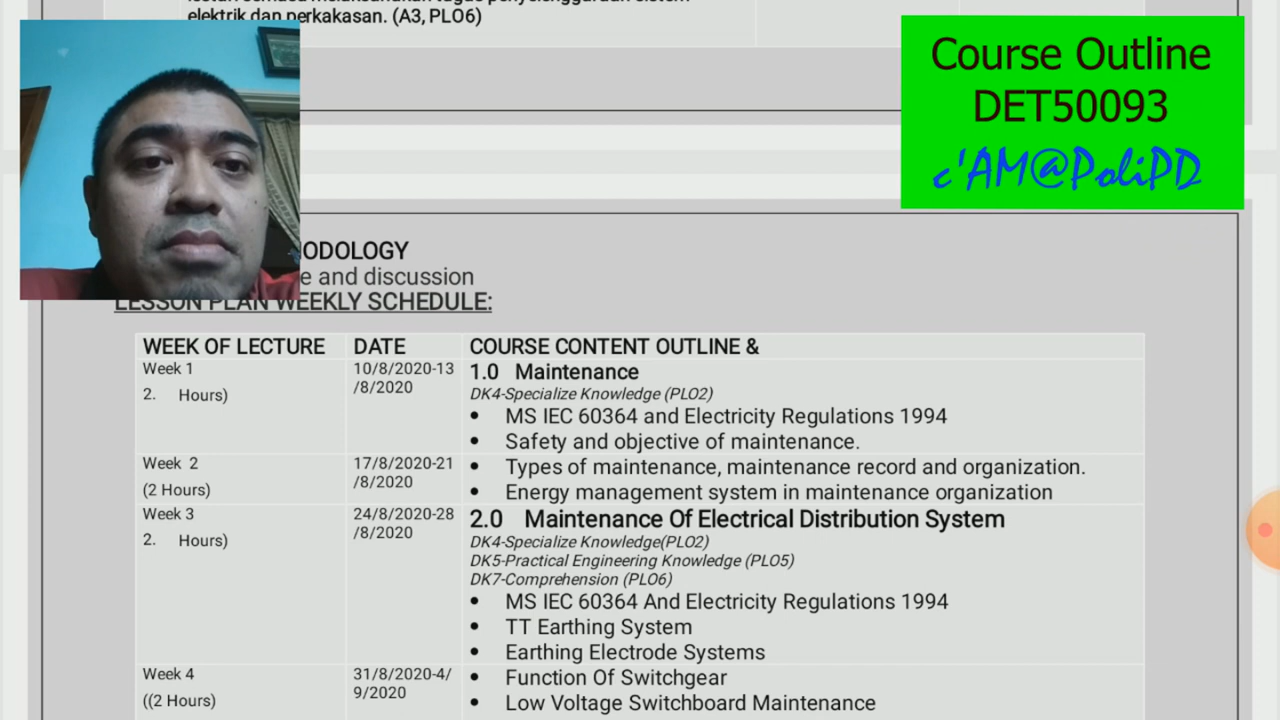 elektrik dan perkakasan. (A3, PLO6)
Course Outline
DET50093
c'AM@PoliPD
ODOLOGY
e and discussion
LESSON PLAN WEEKLY SCHEDULE:
WEEK OF LECTURE DATE COURSE CONTENT OUTLINE &
Week 1 10/8/2020-13 1.0 Maintenance
/8/2020
DK4-Specialize Knowledge (PLO2)
2. Hours)
• MS IEC 60364 and Electricity Regulations 1994
• Safety and objective of maintenance.
Week 2 17/8/2020-21 • Types of maintenance, maintenance record and organization.
/8/2020
(2 Hours) • Energy management system in maintenance organization
Week 3 24/8/2020-28 2.0 Maintenance Of Electrical Distribution System
/8/2020
2. Hours) DK4-Specialize Knowledge(PLO2)
DK5-Practical Engineering Knowledge (PLO5)
DK7-Comprehension (PLO6)
• MS IEC 60364 And Electricity Regulations 1994
• TT Earthing System
• Earthing Electrode Systems
Week 4 31/8/2020-4/ • Function Of Switchgear
9/2020
((2 Hours) • Low Voltage Switchboard Maintenance